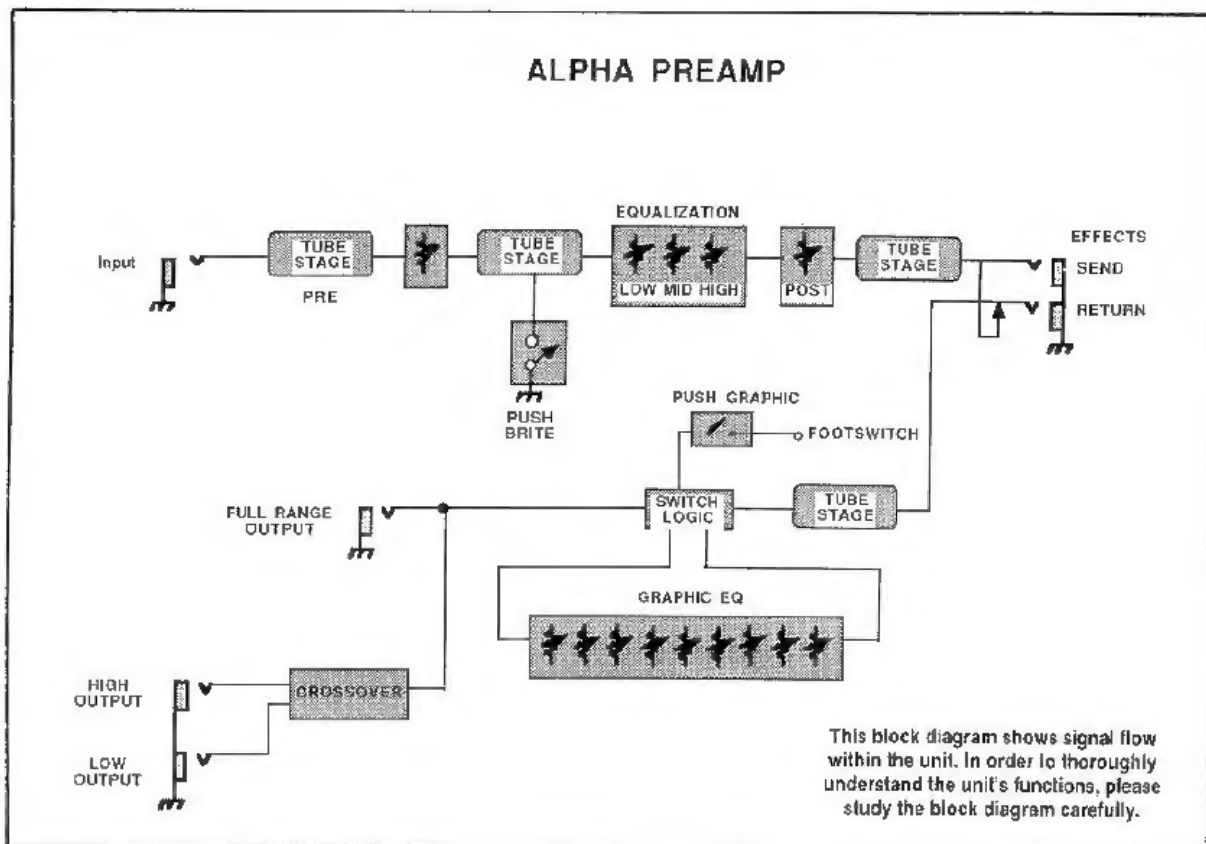 ALPHA PREAMP
EQUALIZATION
EFFECTS
Input
TUBE
STAGE
PRE
TUBE
STAGE
LOW MID HIGH
POST
TUBE
STAGE
SEND
RETURN
PUSH
BRITE
PUSH GRAPHIC
FOOTSWITCH
FULL RANGE
OUTPUT
SWITCH
LOGIC
TUBE
STAGE
GRAPHIC EQ
HIGH
OUTPUT
CROSSOVER
LOW
OUTPUT
This block diagram shows signal flow
within the unit. In order to thoroughly
understand the unit's functions, please
study the block diagram carefully.